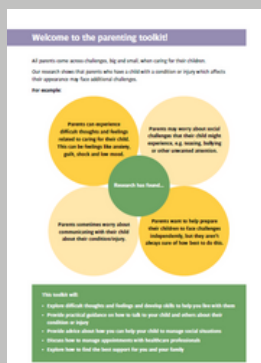 Welcome to the parenting toolkit!
All parents come across challenges, big and small, when caring for their children.
Our research shows that parents who have a child with a condition or injury which affects
their appearance may face additional challenges.
For example:
Parents can experience
difficult thoughts and feelings
related to caring for their child.
This can be feelings like anxiety,
guilt, shock and low mood.
Parents may worry about social
challenges that their child might
experience, e.g. teasing, bullying
or other unwanted attention.
Research has found...
Parents sometimes worry about
communicating with their child
about their condition/injury.
Parents want to help prepare
their children to face challenges
independently, but they aren't
always sure of how best to do this.
This toolkit will:
• Explore difficult thoughts and feelings and develop skills to help you live with them
• Provide practical guidance on how to talk to your child and others about their
condition or injury
• Provide advice about how you can help your child to manage social situations
• Discuss how to manage appointments with healthcare professionals
• Explore how to find the best support for you and your family